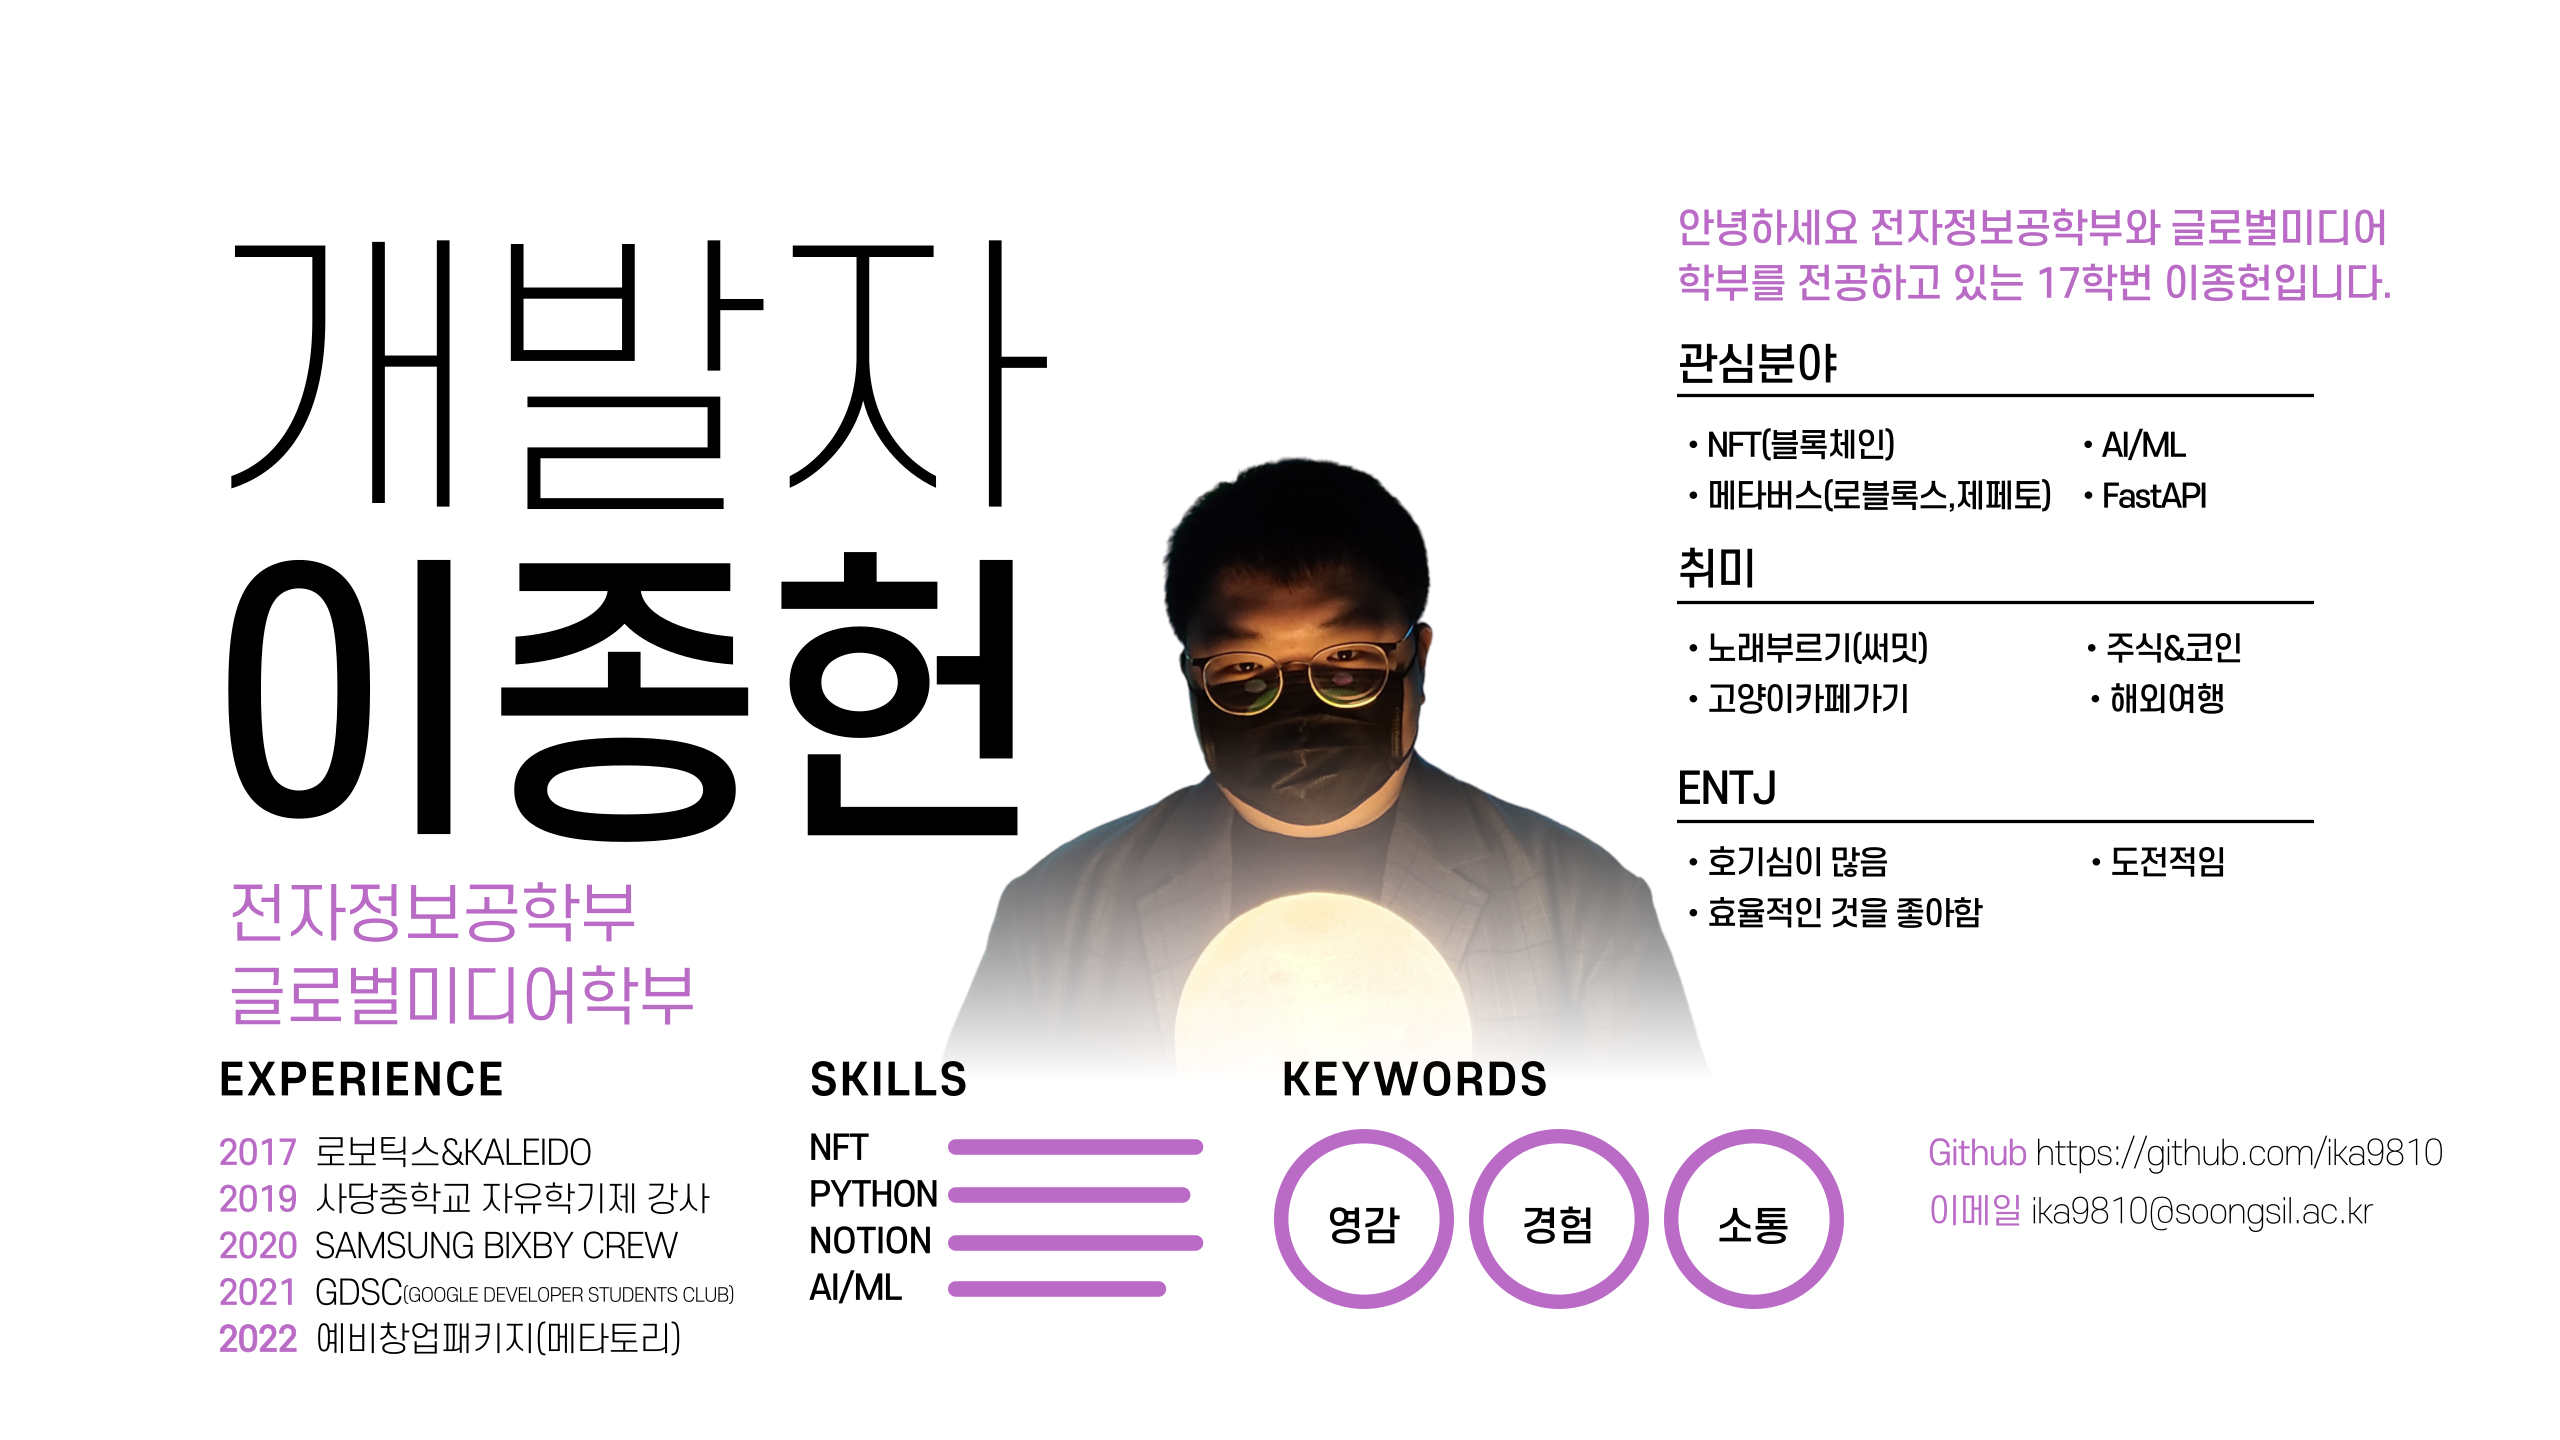 개발자
이종헌
전자정보공학부
글로벌미디어학부
안녕하세요 전자정보공학부와 글로벌미디어
학부를 전공하고 있는 17학번 이종헌입니다.
관심분야
• NFT(블록체인)
• AI/ML
• 메타버스(로블록스,제페토)
• FastAPI
취미
• 노래부르기(써밋)
• 주식&코인
• 고양이카페가기
• 해외여행
ENTJ
• 호기심이 많음
• 도전적임
• 효율적인 것을 좋아함
EXPERIENCE
2017 로보틱스&KALEIDO
2019 사당중학교 자유학기제 강사
2020 SAMSUNG BIXBY CREW
2021 GDSC(GOOGLE DEVELOPER STUDENTS CLUB)
2022 예비창업패키지(메타토리)
SKILLS
NFT
PYTHON
NOTION
AI/ML
KEYWORDS
영감
경험
소통
Github https://github.com/ika9810
이메일 ika9810@soongsil.ac.kr